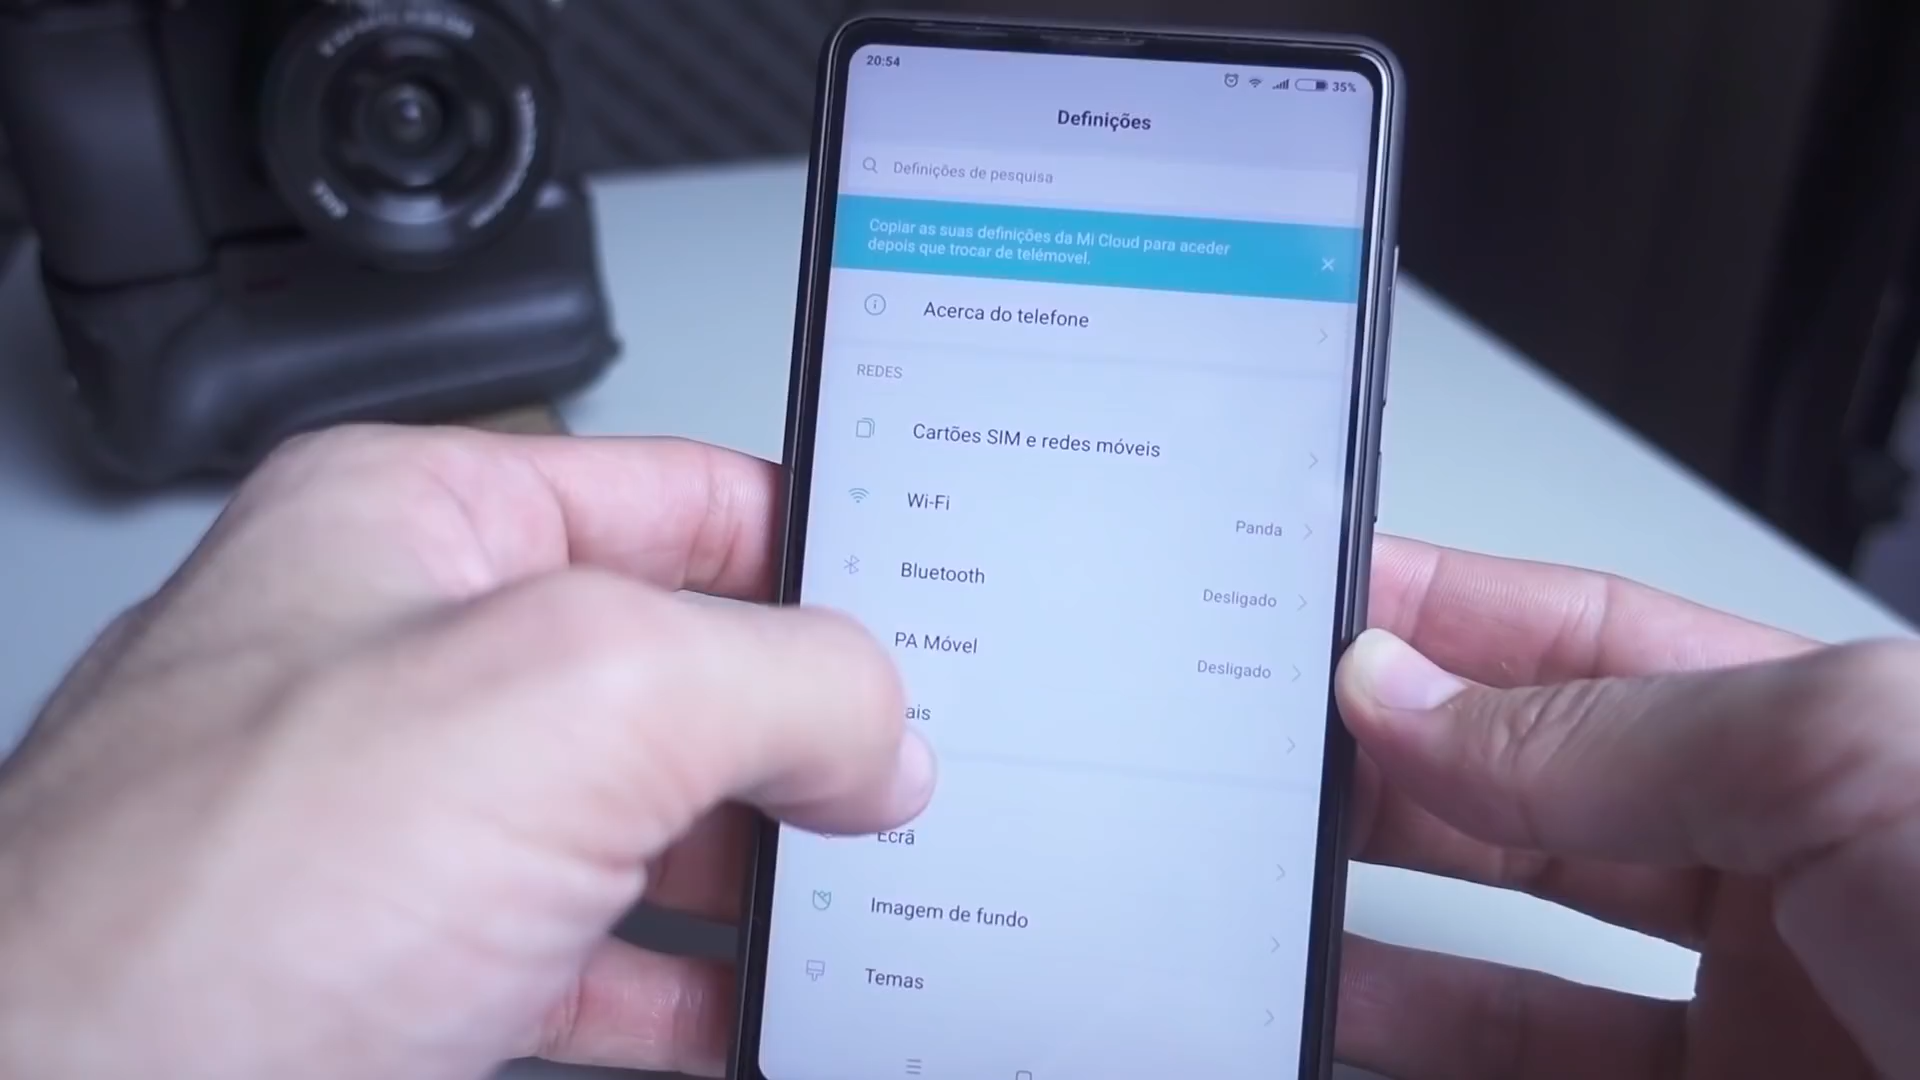 20:54
35%
Definições
Definições de pesquisa
Copiar as suas definições da Mi Cloud para aceder
depois que trocar de telémovel.
Acerca do telefone
REDES
Cartões SIM e redes móveis
Wi-Fi
Panda
Bluetooth
Desligado
PA Móvel
Desligado
ais
Ecrã
Imagem de fundo
Temas